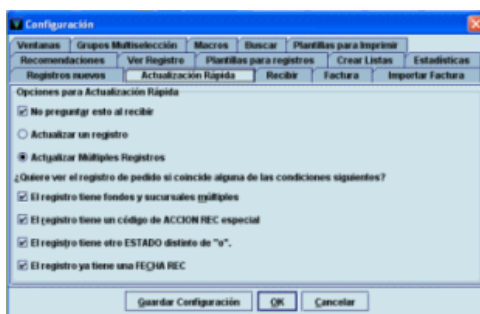 Configuración
Ventanas Grupos Multiselección Macros Buscar Plantillas para Imprimir
Recomendaciones Ver Registro Plantillas para registros Crear Listas Estadísticas
Registros nuevos Actualización Rápida Recibir Factura Importar Factura
Opciones para Actualización Rápida
No preguntar esto al recibir
Actualizar un registro
Actualizar Múltiples Registros
¿Quiere ver el registro de pedido si coincide alguna de las condiciones siguientes?
El registro tiene fondos y sucursales múltiples
El registro tiene un código de ACCION REC especial
El registro tiene otro ESTADO distinto de "o".
El registro ya tiene una FECHA REC
Guardar Configuración OK Cancelar